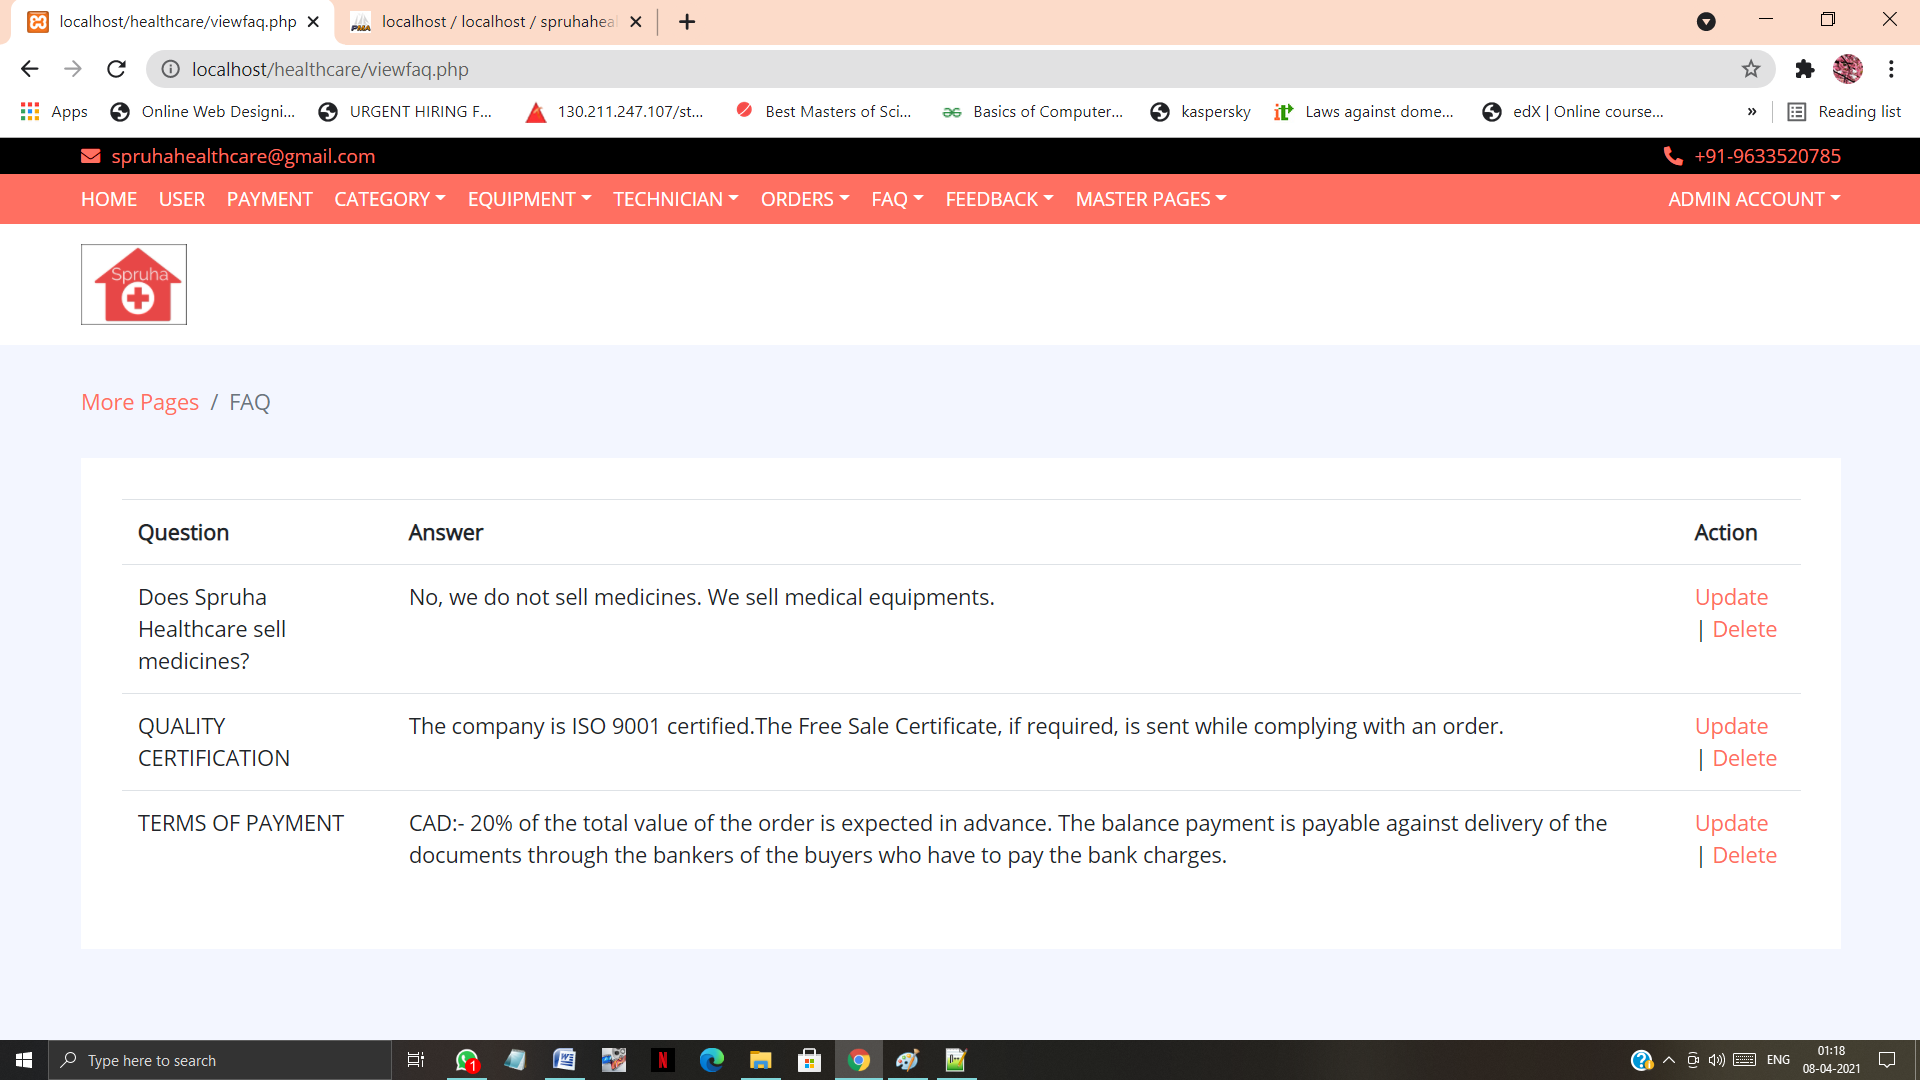 localhost/healthcare/viewfaq.php
localhost / localhost / spruhaheal
localhost/healthcare/viewfaq.php
Apps
Online Web Designi...
URGENT HIRING F...
130.211.247.107/st...
Best Masters of Sci...
Basics of Computer...
kaspersky
Laws against dome...
edX | Online course...
»
Reading list
spruhahealthcare@gmail.com
+91-9633520785
HOME USER PAYMENT CATEGORY EQUIPMENT TECHNICIAN ORDERS FAQ FEEDBACK MASTER PAGES ADMIN ACCOUNT
Spruha
More Pages / FAQ
Question Answer Action
Does Spruha
Healthcare sell
medicines?
No, we do not sell medicines. We sell medical equipments.
Update
| Delete
QUALITY
CERTIFICATION
The company is ISO 9001 certified.The Free Sale Certificate, if required, is sent while complying with an order.
Update
| Delete
TERMS OF PAYMENT
CAD:- 20% of the total value of the order is expected in advance. The balance payment is payable against delivery of the
documents through the bankers of the buyers who have to pay the bank charges.
Update
| Delete
Type here to search
1
ENG
01:18
08-04-2021